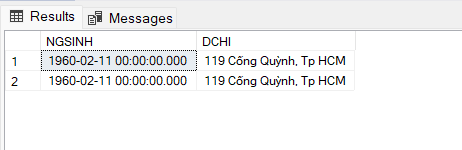 Results Messages
NGSINH DCHI
1 1960-02-11 00:00:00.000 119 Cống Quỳnh, Tp HCM
2 1960-02-11 00:00:00.000 119 Cống Quỳnh, Tp HCM